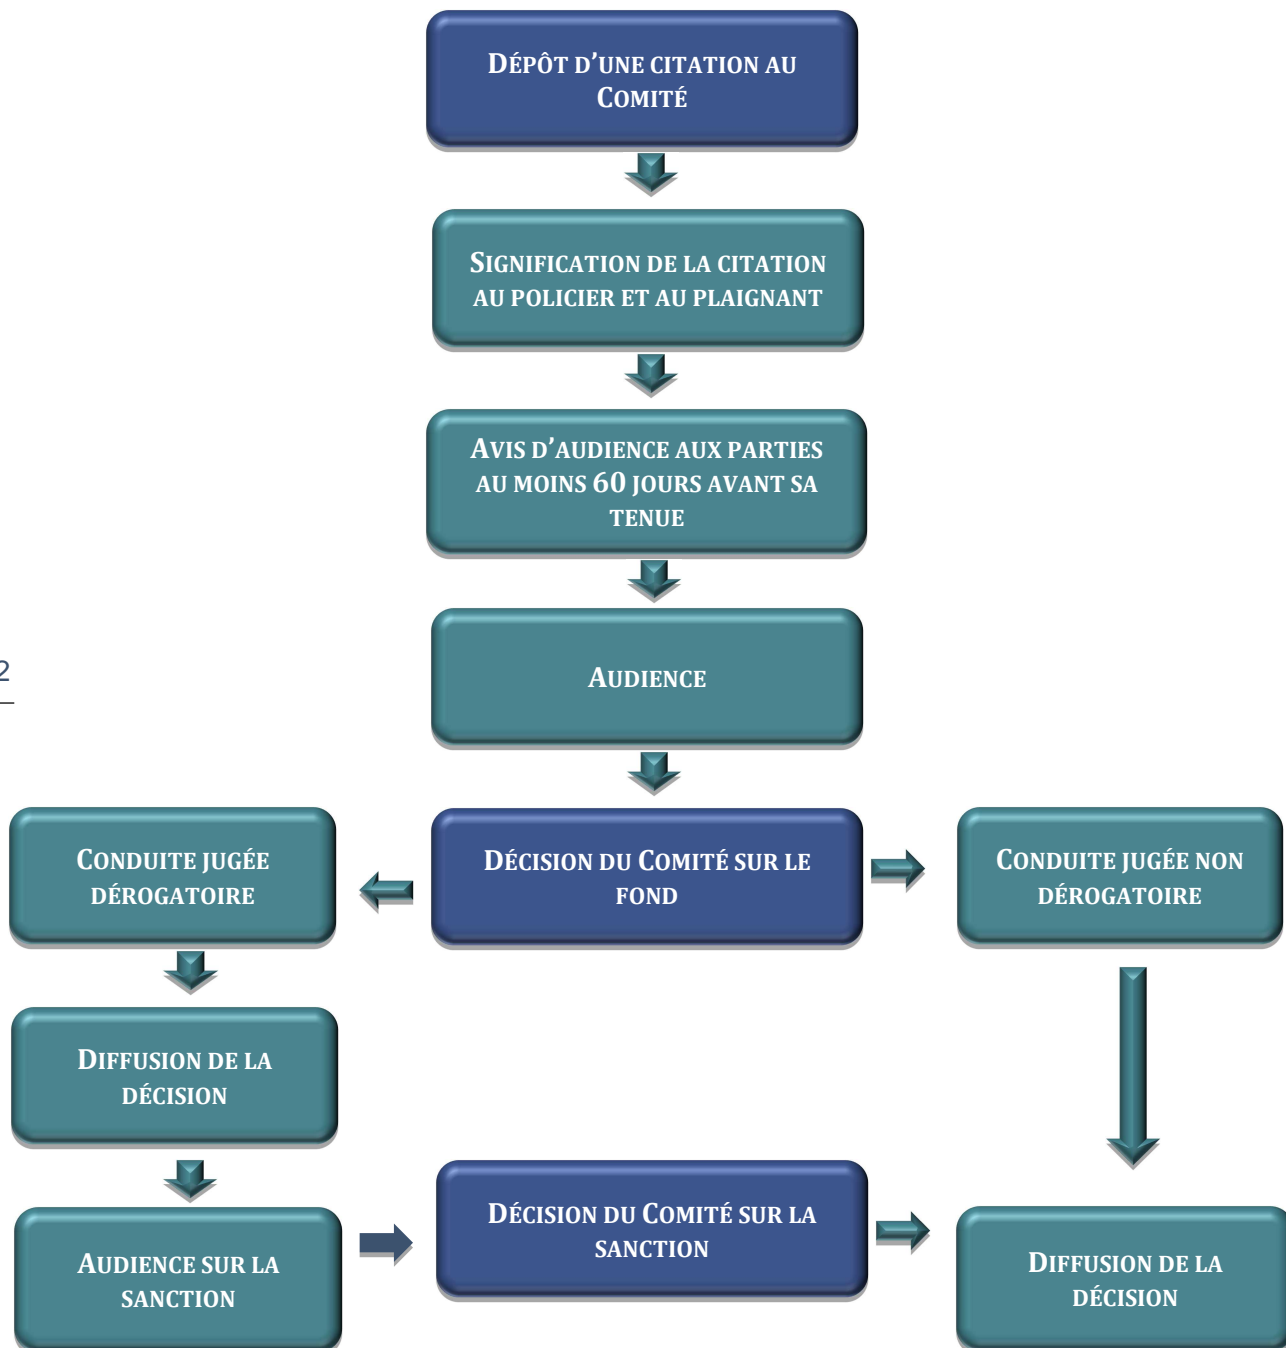 DÉPÔT D'UNE CITATION AU
COMITÉ
SIGNIFICATION DE LA CITATION
AU POLICIER ET AU PLAIGNANT
AVIS D'AUDIENCE AUX PARTIES
AU MOINS 60 JOURS AVANT SA
TENUE
AUDIENCE
2
CONDUITE JUGÉE
DÉROGATOIRE
DÉCISION DU COMITÉ SUR LE
FOND
CONDUITE JUGÉE NON
DÉROGATOIRE
DIFFUSION DE LA
DÉCISION
AUDIENCE SUR LA
SANCTION
DÉCISION DU COMITÉ SUR LA
SANCTION
DIFFUSION DE LA
DÉCISION